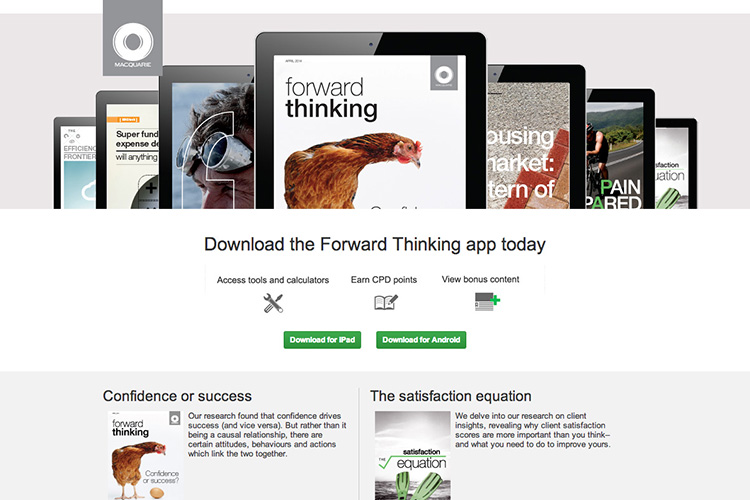 MACQUARIE
APRIL 2014
MACQUARIE
forward
thinking
EFFICIEN
FRONTIER
Super fund
expense de
will anything
ousing
market:
tern of
PAIN
PARED
satisfaction
equation
Download the Forward Thinking app today
Access tools and calculators
Earn CPD points
View bonus content
Download for iPad
Download for Android
Confidence or success
forward
thinking
Confidence
or success?
Our research found that confidence drives
success (and vice versa). But rather than it
being a causal relationship, there are
certain attitudes, behaviours and actions
which link the two together.
The satisfaction equation
satisfaction
THE
equation
We delve into our research on client
insights, revealing why client satisfaction
scores are more important than you think–
and what you need to do to improve yours.